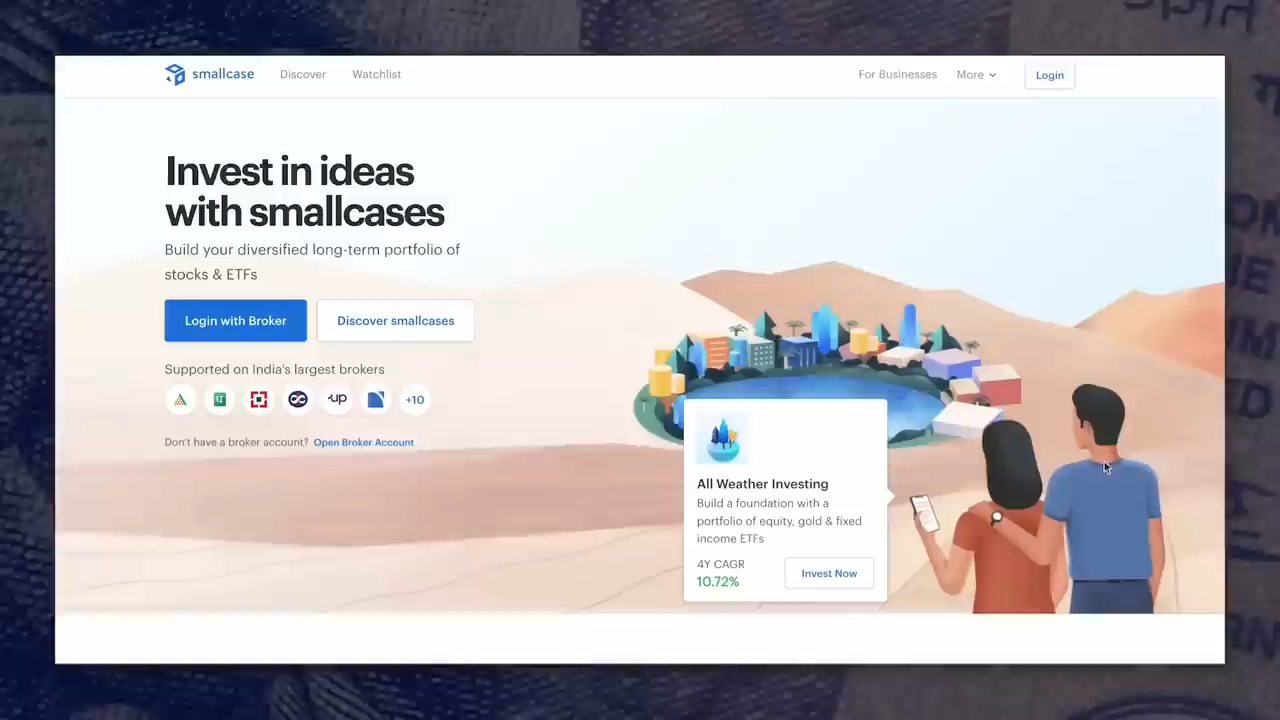 smallcase
Discover
Watchlist
For Businesses
More
Login
Invest in ideas
with smallcases
Build your diversified long-term portfolio of
stocks & ETFs
Login with Broker
Discover smallcases
Supported on India's largest brokers
up
+10
Don't have a broker account? Open Broker Account
All Weather Investing
Build a foundation with a
portfolio of equity, gold & fixed
income ETFs
4Y CAGR
10.72%
Invest Now